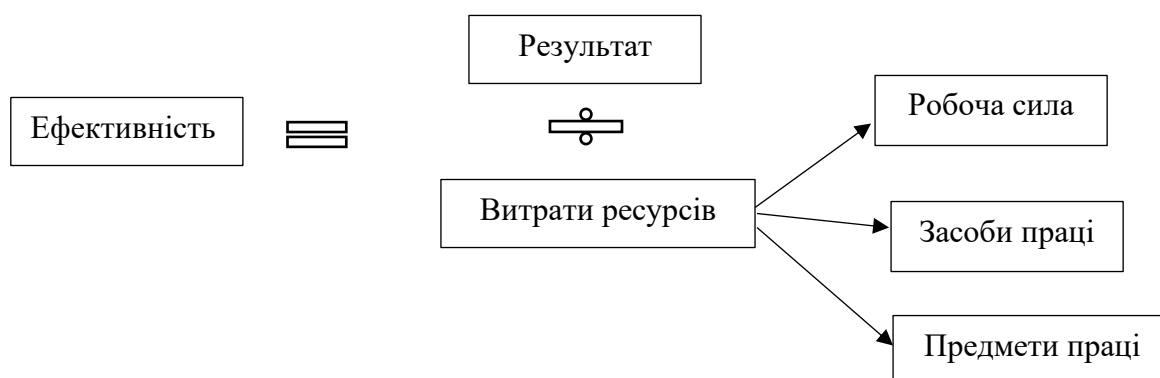 Результат
Ефективність
Робоча сила
Витрати ресурсів
Засоби праці
Предмети праці